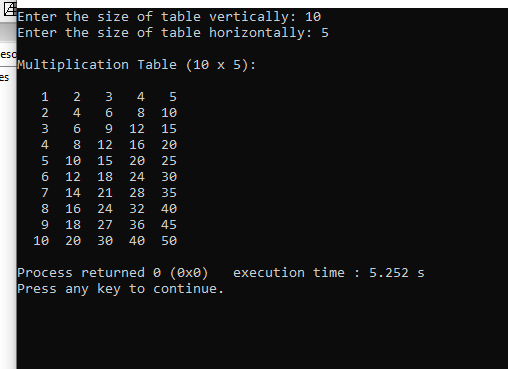 Enter the size of table vertically: 10
Enter the size of table horizontally: 5
esc
Multiplication Table (10 x 5):
es
1 2 3 4 5
2 4 6 8 10
3 6 9 12 15
4 8 12 16 20
5 10 15 20 25
6 12 18 24 30
7 14 21 28 35
8 16 24 32 40
9 18 27 36 45
10 20 30 40 50
Process returned 0 (0x0) execution time : 5.252 s
Press any key to continue.